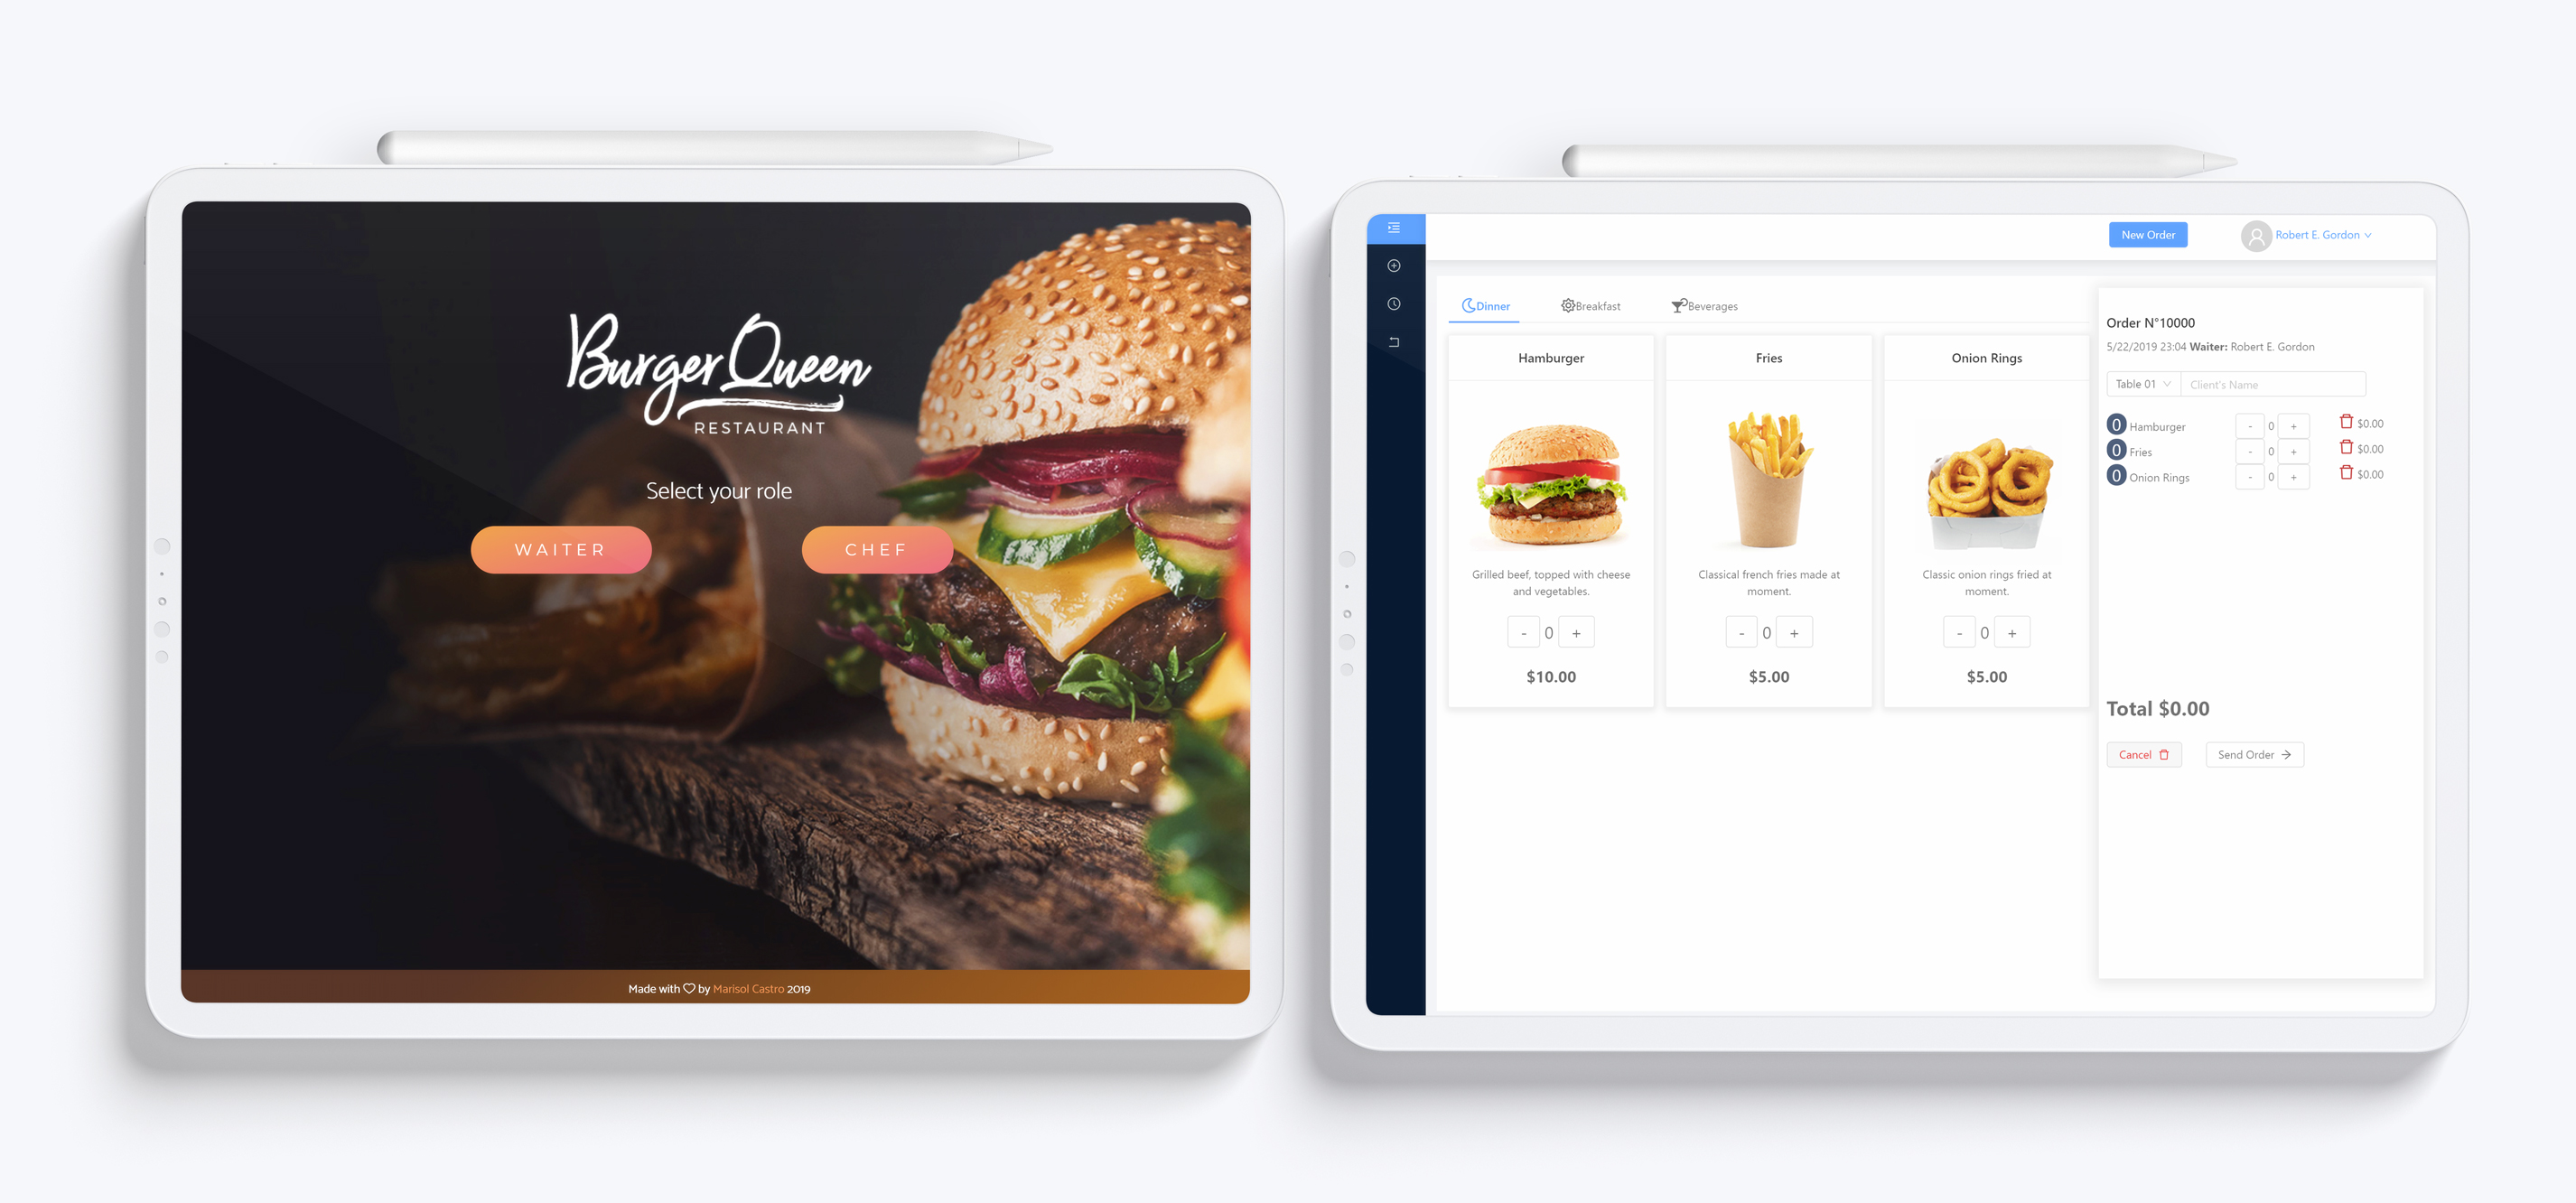 Burger Queen
RESTAURANT
Select your role
WAITER CHEF
Made with by Marisol Castro 2019
New Order Robert E. Gordon
Dinner Breakfast Beverages
Hamburger Fries Onion Rings
Grilled beef, topped with cheese
and vegetables.
Classical french fries made at
moment.
Classic onion rings fried at
moment.
- 0 + - 0 + - 0 +
$10.00 $5.00 $5.00
Order N°10000
5/22/2019 23:04 Waiter: Robert E. Gordon
Table 01 Client's Name
0 Hamburger - 0 + $0.00
0 Fries - 0 + $0.00
0 Onion Rings - 0 + $0.00
Total $0.00
Cancel Send Order